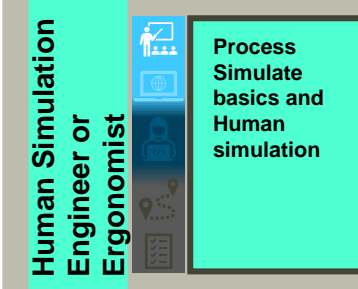 Human Simulation
Engineer or
Ergonomist
Process
Simulate
basics and
Human
simulation